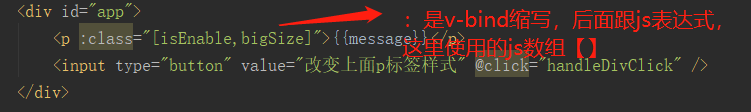 <div id="app">
：是v-bind缩写，后面跟js表达式，
<p :class="[isEnable,bigSize]">{{message}}</p>
这里使用的js数组【】
<input type="button" value="改变上面p标签样式" @click="handleDivClick" />
</div>